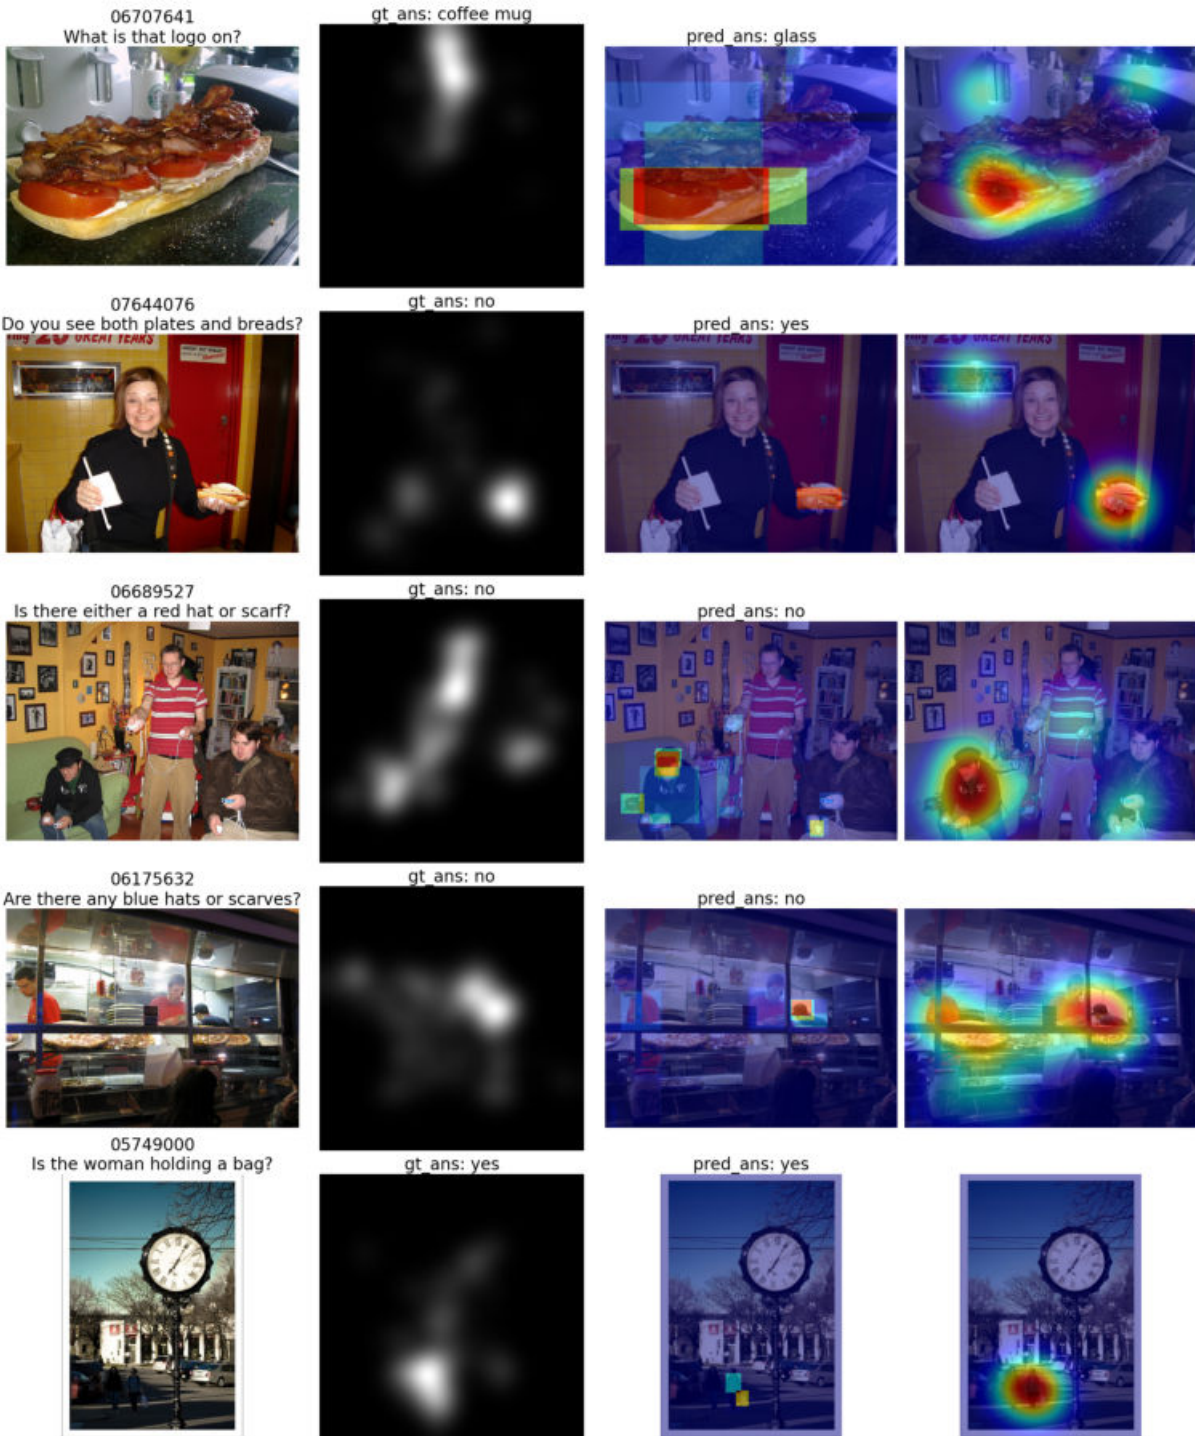 06707641
What is that logo on?
gt_ans: coffee mug
pred_ans: glass
07644076
Do you see both plates and breads?
gt_ans: no
pred_ans: yes
GREAT YEARS
06689527
Is there either a red hat or scarf?
gt_ans: no
pred_ans: no
06175632
Are there any blue hats or scarves?
gt_ans: no
pred_ans: no
05749000
Is the woman holding a bag?
gt_ans: yes
pred_ans: yes